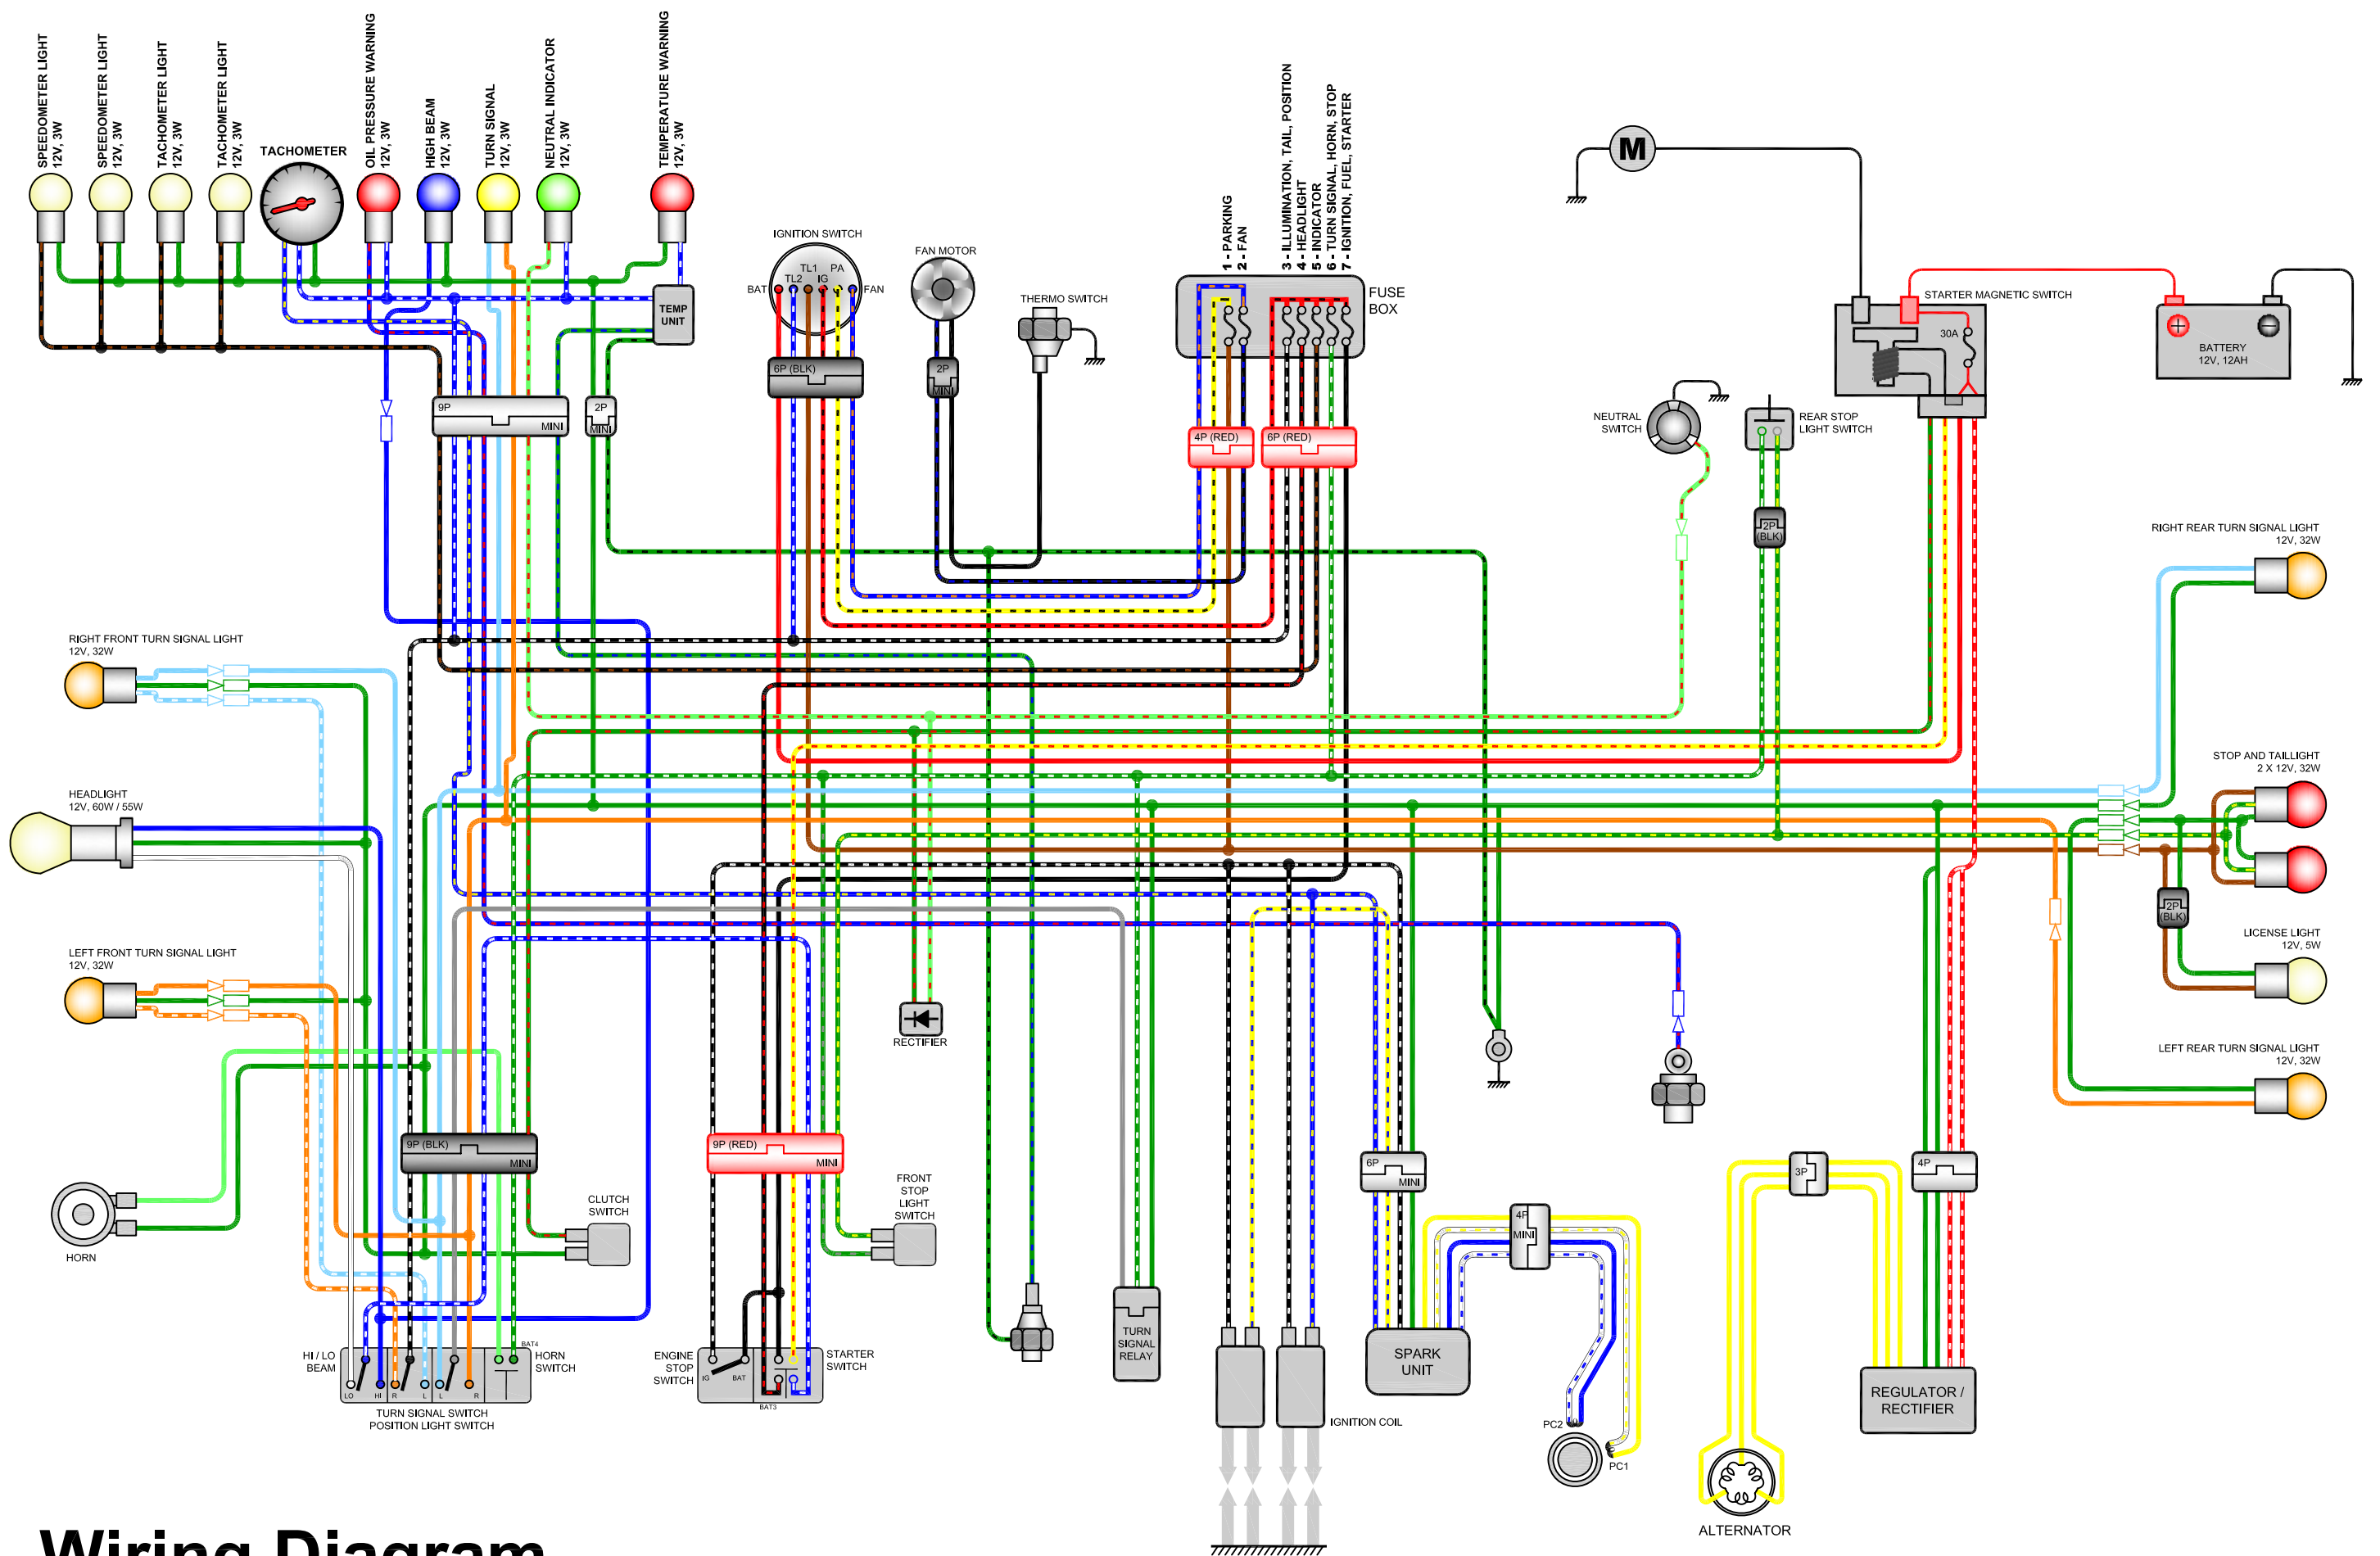 SPEEDOMETER LIGHT
12V, 3W
SPEEDOMETER LIGHT
12V, 3W
TACHOMETER LIGHT
12V, 3W
TACHOMETER LIGHT
12V, 3W
TACHOMETER
OIL PRESSURE WARNING
12V, 3W
HIGH BEAM
12V, 3W
TURN SIGNAL
12V, 3W
NEUTRAL INDICATOR
12V, 3W
TEMPERATURE WARNING
12V, 3W
TEMP
UNIT
IGNITION SWITCH
TL1 PA
TL2 IG
BAT FAN
FAN MOTOR
THERMO SWITCH
1 - PARKING
2 - FAN
3 - ILLUMINATION, TAIL, POSITION
4 - HEADLIGHT
5 - INDICATOR
6 - TURN SIGNAL, HORN, STOP
7 - IGNITION, FUEL, STARTER
FUSE
BOX
M
STARTER MAGNETIC SWITCH
30A
BATTERY
12V, 12AH
9P
MINI
2P
MINI
6P (BLK)
2P
MINI
4P (RED)
6P (RED)
NEUTRAL
SWITCH
REAR STOP
LIGHT SWITCH
2P
(BLK)
RIGHT REAR TURN SIGNAL LIGHT
12V, 32W
RIGHT FRONT TURN SIGNAL LIGHT
12V, 32W
STOP AND TAILLIGHT
2 X 12V, 32W
HEADLIGHT
12V, 60W / 55W
2P
(BLK)
LICENSE LIGHT
12V, 5W
LEFT FRONT TURN SIGNAL LIGHT
12V, 32W
RECTIFIER
LEFT REAR TURN SIGNAL LIGHT
12V, 32W
9P (BLK)
MINI
9P (RED)
MINI
6P
MINI
3P
4P
CLUTCH
SWITCH
FRONT
STOP
LIGHT
SWITCH
4P
MINI
HORN
HI / LO
BEAM
LO
HI
R
L
L
R
BAT4
HORN
SWITCH
TURN SIGNAL SWITCH
POSITION LIGHT SWITCH
ENGINE
STOP
SWITCH
IG
BAT
BAT3
STARTER
SWITCH
TURN
SIGNAL
RELAY
SPARK
UNIT
IGNITION COIL
PC2
PC1
REGULATOR /
RECTIFIER
ALTERNATOR
Wiring Diagram